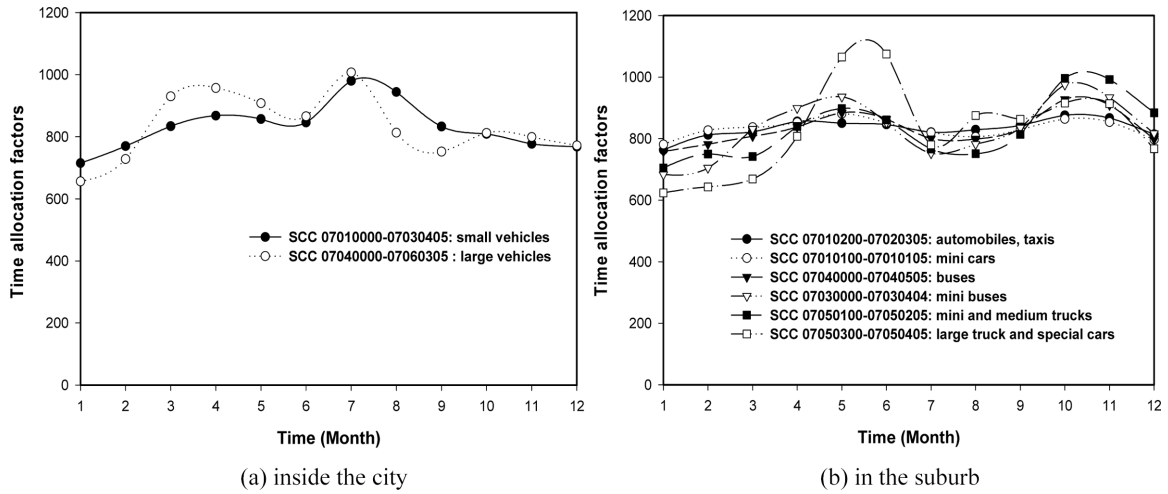 1200
1000
800
600
400
200
0
Time allocation factors
SCC 07010000-07030405: small vehicles
SCC 07040000-07060305 : large vehicles
1 2 3 4 5 6 7 8 9 10 11 12
Time (Month)
(a) inside the city
1200
1000
800
600
400
200
0
Time allocation factors
SCC 07010200-07020305: automobiles, taxis
SCC 07010100-07010105: mini cars
SCC 07040000-07040505: buses
SCC 07030000-07030404: mini buses
SCC 07050100-07050205: mini and medium trucks
SCC 07050300-07050405: large truck and special cars
1 2 3 4 5 6 7 8 9 10 11 12
Time (Month)
(b) in the suburb